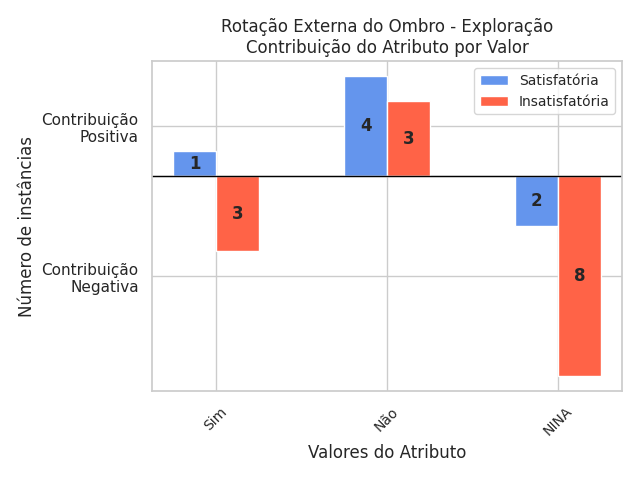 Rotação Externa do Ombro - Exploração
Contribuição do Atributo por Valor
Satisfatória
Insatisfatória
Contribuição
Positiva
Contribuição
Negativa
Número de instâncias
1
3
4
3
2
8
Sim
Não
NINA
Valores do Atributo